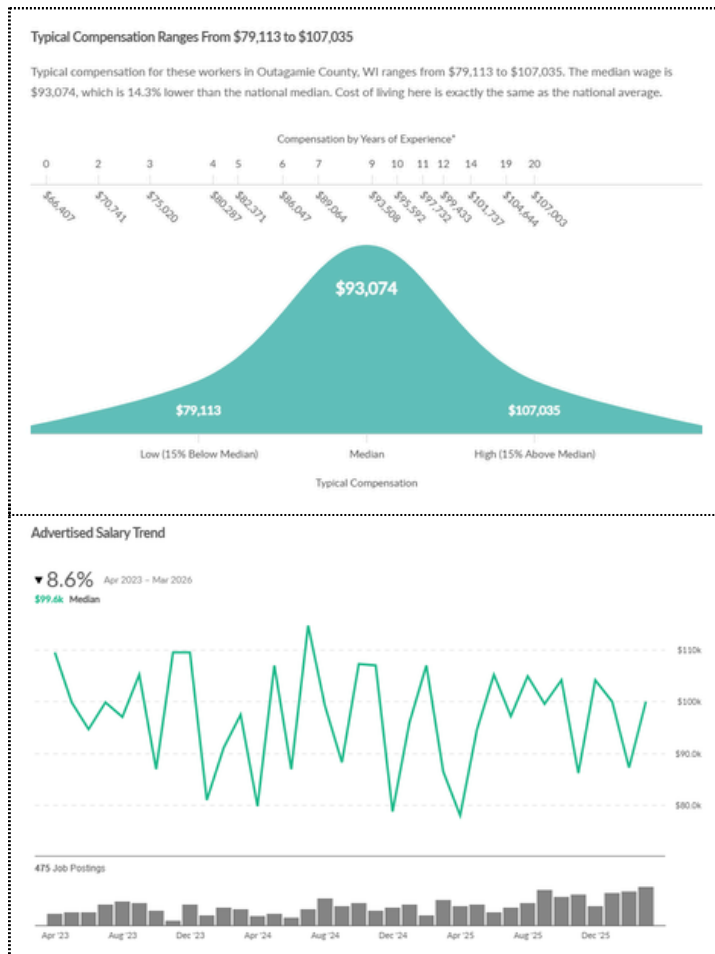 Typical Compensation Ranges From $79,113 to $107,035
Typical compensation for these workers in Outagamie County, WI ranges from $79,113 to $107,035. The median wage is
$93,074, which is 14.3% lower than the national median. Cost of living here is exactly the same as the national average.
Compensation by Years of Experience*
0 2 3 4 5 6 7 9 10 11 12 14 19 20
$66,407 $70,741 $75,020 $80,287 $82,371 $86,047 $89,064 $93,508 $95,592 $97,732 $99,433 $101,737 $104,644 $107,003
$93,074
$79,113 $107,035
Low (15% Below Median) Median High (15% Above Median)
Typical Compensation
Advertised Salary Trend
▼ 8.6% Apr 2023 – Mar 2026
$99.6k Median
$110k
$100k
$90.0k
$80.0k
475 Job Postings
Apr '23 Aug '23 Dec '23 Apr '24 Aug '24 Dec '24 Apr '25 Aug '25 Dec '25